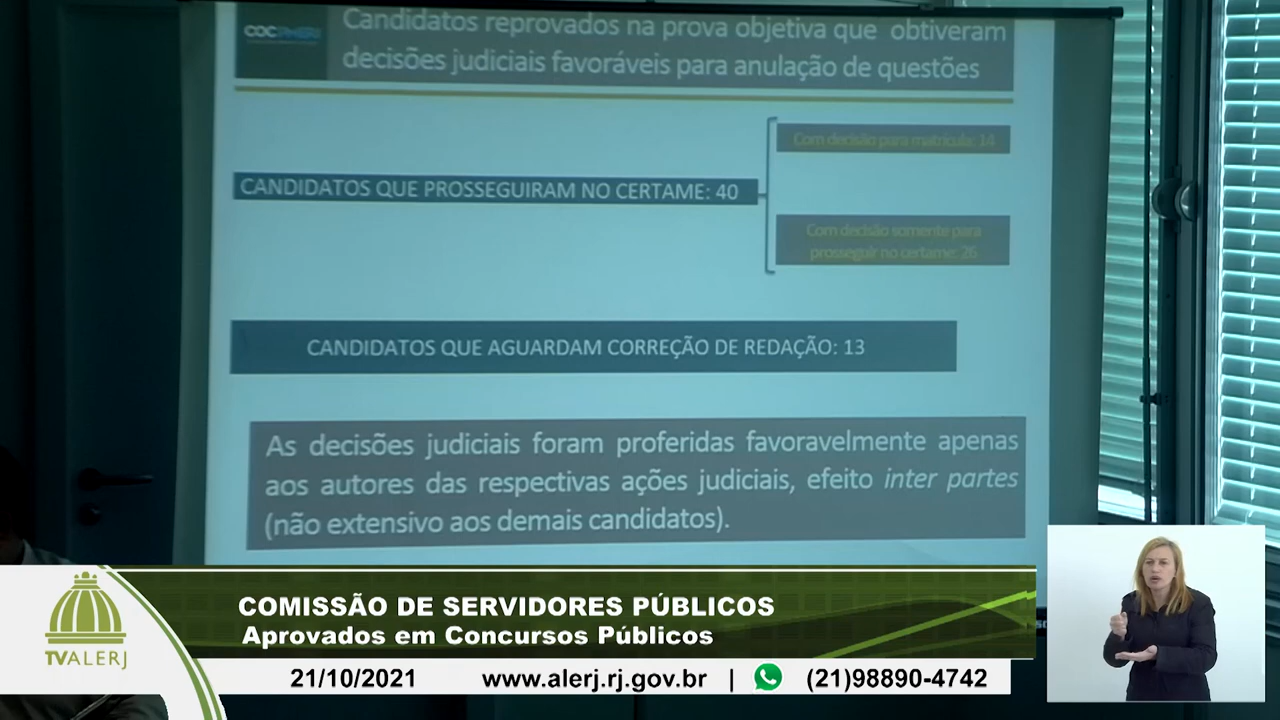 Candidatos reprovados na prova objetiva que obtiveram
decisões judiciais favoráveis para anulação de questões
Com decisão para matrícula: 14
CANDIDATOS QUE PROSSEGUIRAM NO CERTAME: 40
Com decisão somente para
prosseguir no certame: 26
CANDIDATOS QUE AGUARDAM CORREÇÃO DE REDAÇÃO: 13
As decisões judiciais foram proferidas favoravelmente apenas
aos autores das respectivas ações judiciais, efeito inter partes
(não extensivo aos demais candidatos).
COMISSÃO DE SERVIDORES PÚBLICOS
Aprovados em Concursos Públicos
TVALERJ
21/10/2021 www.alerj.rj.gov.br | (21)98890-4742